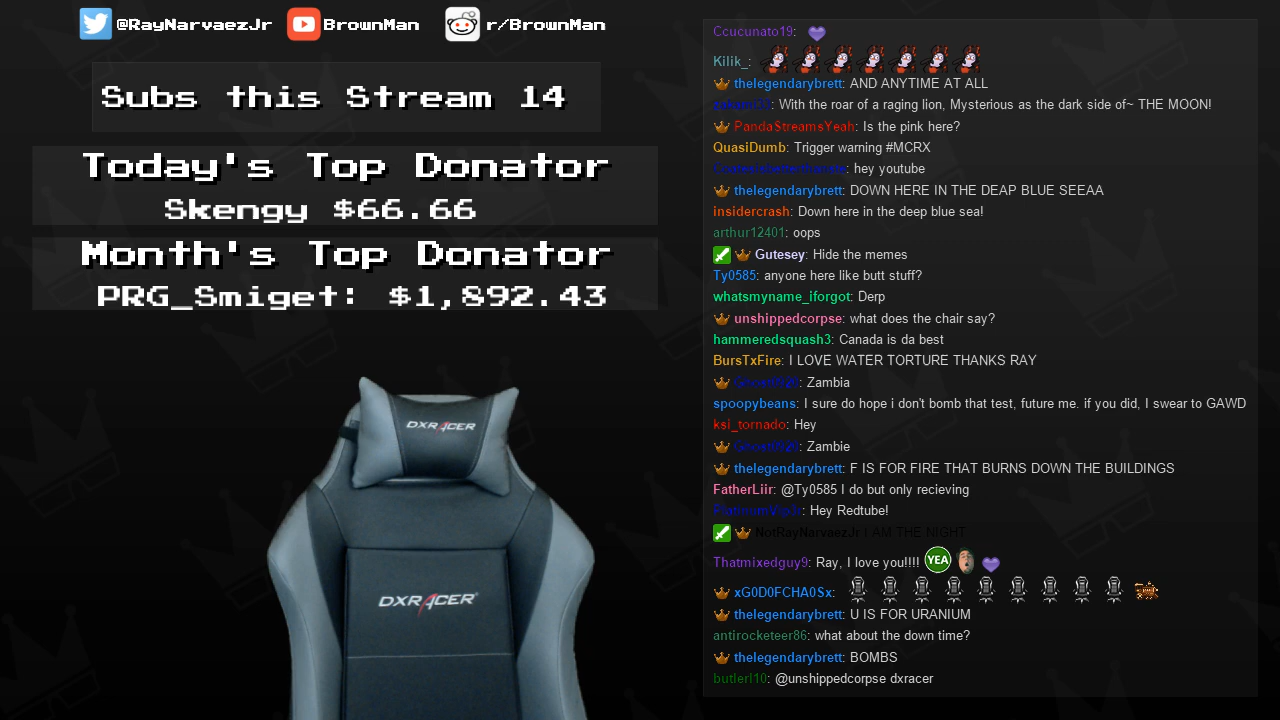 @RayNarvaezJr BrownMan r/BrownMan
Subs this Stream 14
Today's Top Donator
Skengy $66.66
Month's Top Donator
PRG_Smiget: $1,892.43
DXRACER
DXRACER
Ccucunato19:
Kilik_:
thelegendarybrett: AND ANYTIME AT ALL
With the roar of a raging lion, Mysterious as the dark side of~ THE MOON!
PandaStreamsYeah: Is the pink here?
QuasiDumb: Trigger warning #MCRX
hey youtube
thelegendarybrett: DOWN HERE IN THE DEAP BLUE SEEAA
insidercrash: Down here in the deep blue sea!
arthur12401: oops
Gutesey: Hide the memes
Ty0585: anyone here like butt stuff?
whatsmyname_iforgot: Derp
unshippedcorpse: what does the chair say?
hammeredsquash3: Canada is da best
BursTxFire: I LOVE WATER TORTURE THANKS RAY
Zambia
spoopybeans: I sure do hope i don't bomb that test, future me. if you did, I swear to GAWD
ksi_tornado: Hey
Zambie
thelegendarybrett: F IS FOR FIRE THAT BURNS DOWN THE BUILDINGS
FatherLiir: @Ty0585 I do but only recieving
Hey Redtube!
NotRayNarvaezJr I AM THE NIGHT
Thatmixedguy9: Ray, I love you!!!! YEA
xG0D0FCHA0Sx:
thelegendarybrett: U IS FOR URANIUM
antirocketeer86: what about the down time?
thelegendarybrett: BOMBS
butlerl10: @unshippedcorpse dxracer